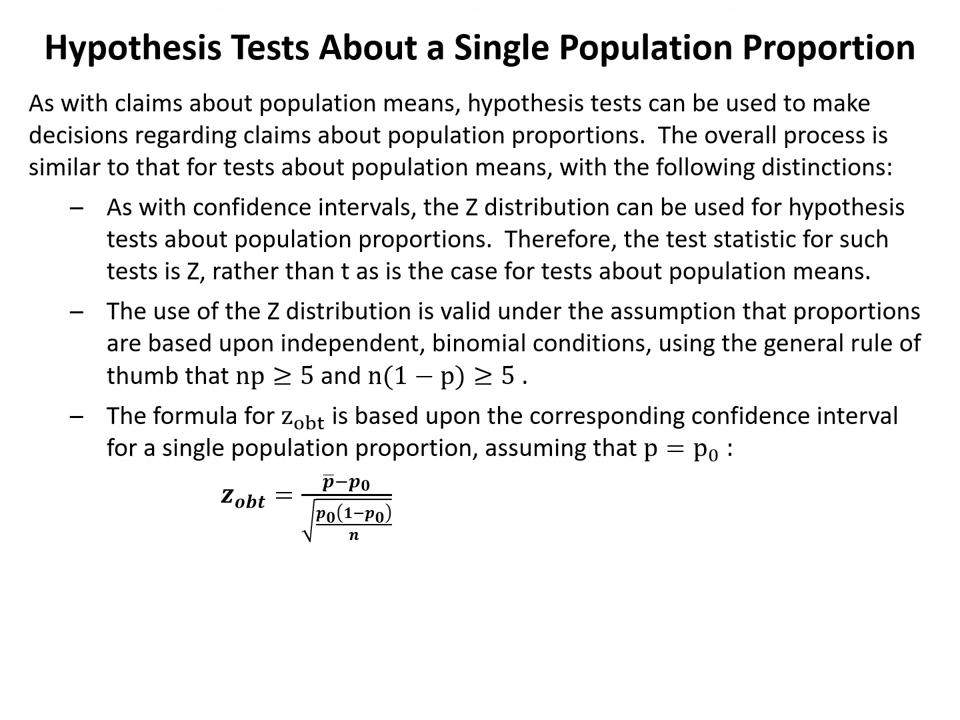 Hypothesis Tests About a Single Population Proportion
As with claims about population means, hypothesis tests can be used to make
decisions regarding claims about population proportions.  The overall process is
similar to that for tests about population means, with the following distinctions:
– As with confidence intervals, the Z distribution can be used for hypothesis
tests about population proportions.  Therefore, the test statistic for such
tests is Z, rather than t as is the case for tests about population means.
– The use of the Z distribution is valid under the assumption that proportions
are based upon independent, binomial conditions, using the general rule of
thumb that np ≥ 5 and n(1 − p) ≥ 5 .
– The formula for z_obt is based upon the corresponding confidence interval
for a single population proportion, assuming that p = p₀ :
z_obt = (p̅−p₀) / √(p₀(1−p₀)/n)